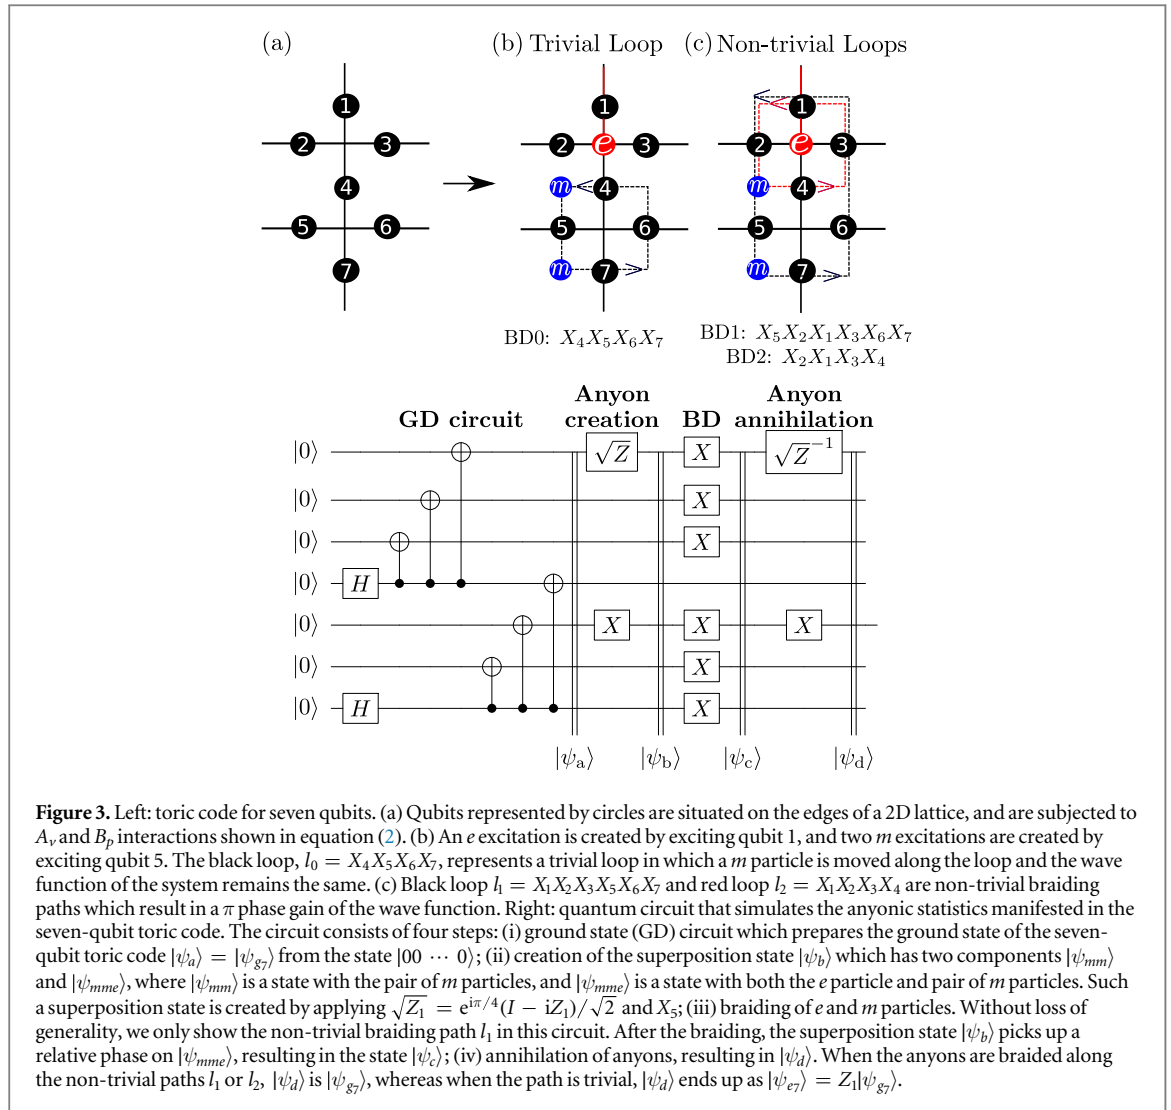 (a)
(b) Trivial Loop
(c) Non-trivial Loops
1
2
3
4
5
6
7
1
2
e
3
m
4
5
6
m
7
1
2
e
3
m
4
5
6
m
7
BD0: X₄X₅X₆X₇
BD1: X₅X₂X₁X₃X₆X₇
BD2: X₂X₁X₃X₄
GD circuit
Anyon creation
BD
Anyon annihilation
|0⟩ √Z X √Z⁻¹
|0⟩ X
|0⟩ X
|0⟩ H
|0⟩ X X X
|0⟩ X
|0⟩ H X
|ψa⟩ |ψb⟩ |ψc⟩ |ψd⟩
Figure 3. Left: toric code for seven qubits. (a) Qubits represented by circles are situated on the edges of a 2D lattice, and are subjected to
Aᵥ and Bₚ interactions shown in equation (2). (b) An e excitation is created by exciting qubit 1, and two m excitations are created by
exciting qubit 5. The black loop, l₀ = X₄X₅X₆X₇, represents a trivial loop in which a m particle is moved along the loop and the wave
function of the system remains the same. (c) Black loop l₁ = X₁X₂X₃X₅X₆X₇ and red loop l₂ = X₁X₂X₃X₄ are non-trivial braiding
paths which result in a π phase gain of the wave function. Right: quantum circuit that simulates the anyonic statistics manifested in the
seven-qubit toric code. The circuit consists of four steps: (i) ground state (GD) circuit which prepares the ground state of the seven-
qubit toric code |ψa⟩ = |ψg₇⟩ from the state |00 ⋯ 0⟩; (ii) creation of the superposition state |ψb⟩ which has two components |ψmm⟩
and |ψmme⟩, where |ψmm⟩ is a state with the pair of m particles, and |ψmme⟩ is a state with both the e particle and pair of m particles. Such
a superposition state is created by applying √Z₁ = e^(iπ/4)(I − iZ₁)/√2 and X₅; (iii) braiding of e and m particles. Without loss of
generality, we only show the non-trivial braiding path l₁ in this circuit. After the braiding, the superposition state |ψb⟩ picks up a
relative phase on |ψmme⟩, resulting in the state |ψc⟩; (iv) annihilation of anyons, resulting in |ψd⟩. When the anyons are braided along
the non-trivial paths l₁ or l₂, |ψd⟩ is |ψg₇⟩, whereas when the path is trivial, |ψd⟩ ends up as |ψe₇⟩ = Z₁|ψg₇⟩.